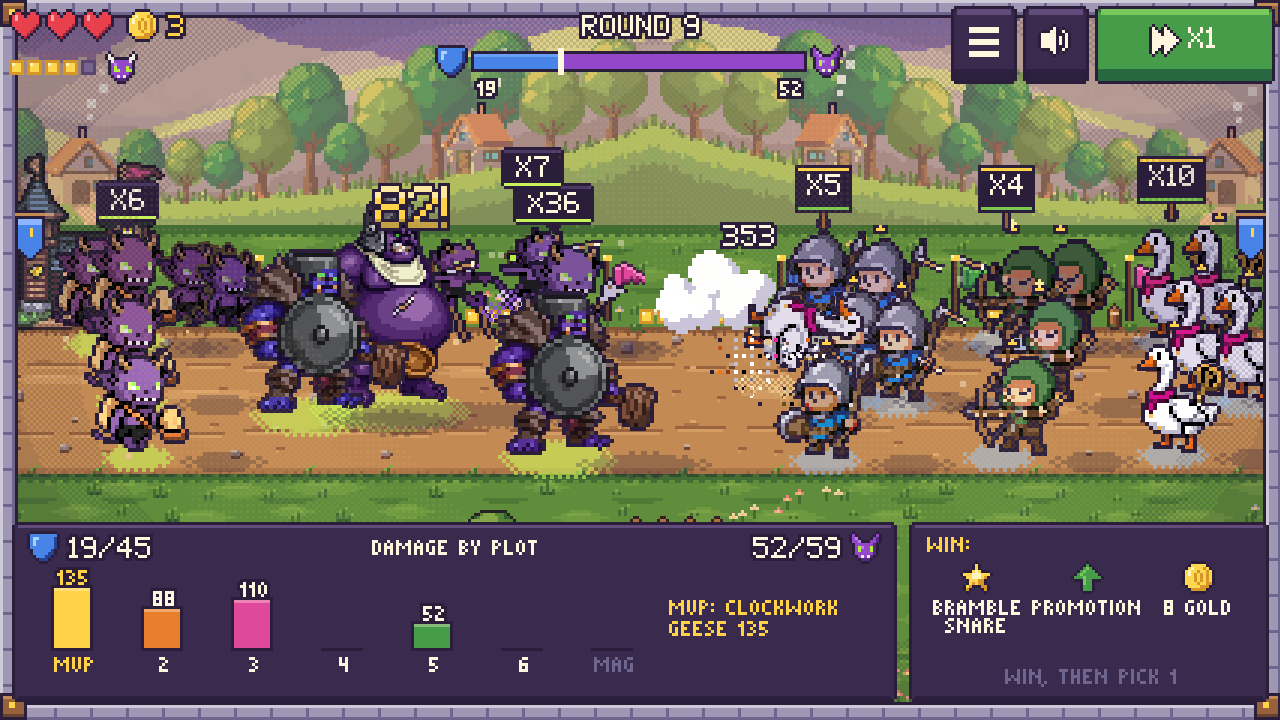 3
ROUND 9
X1
19
52
X6
821
X7
X36
353
X5
X4
X10
19/45
DAMAGE BY PLOT
52/59
135
88
110
52
MVP
2
3
4
5
6
MAG
MVP: CLOCKWORK
GEESE 135
WIN:
BRAMBLE
SNARE
PROMOTION
8 GOLD
WIN, THEN PICK 1